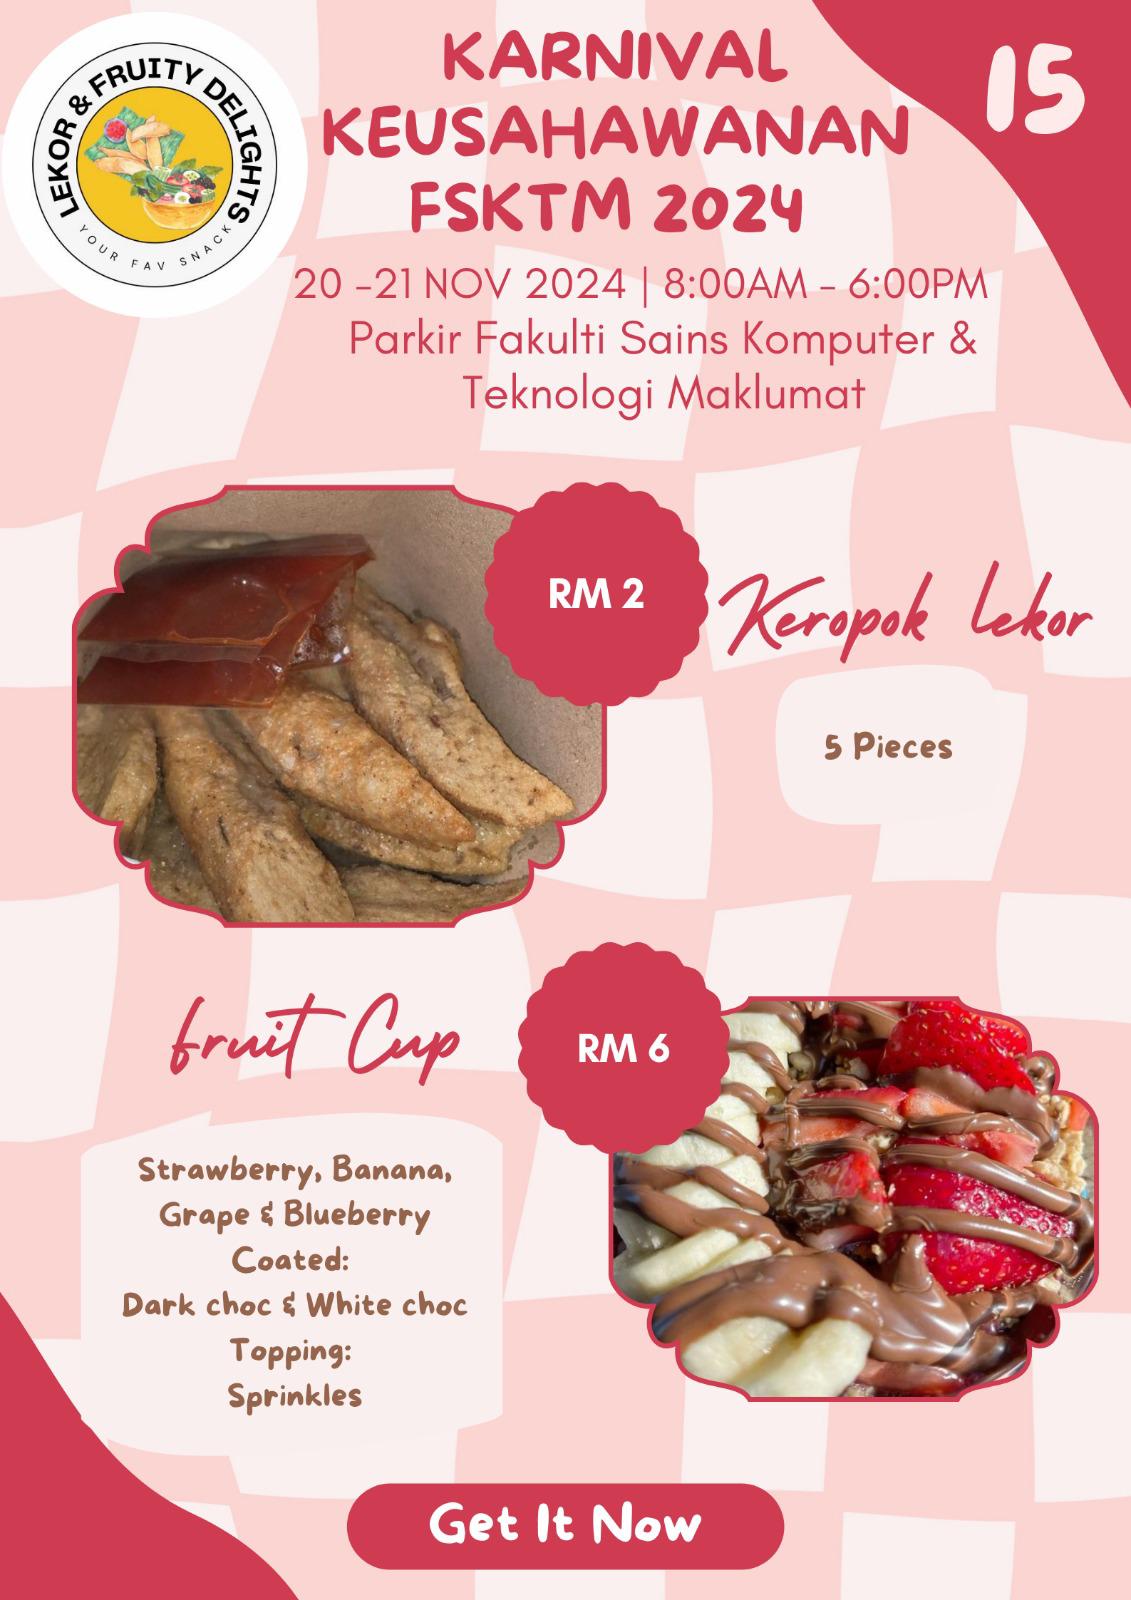 LEKOR & FRUITY DELIGHTS
YOUR FAV SNACK
KARNIVAL
KEUSAHAWANAN
FSKTM 2024
15
20 -21 NOV 2024 | 8:00AM - 6:00PM
Parkir Fakulti Sains Komputer &
Teknologi Maklumat
RM 2
Keropok lekor
5 Pieces
fruit Cup
RM 6
Strawberry, Banana,
Grape & Blueberry
Coated:
Dark choc & White choc
Topping:
Sprinkles
Get It Now